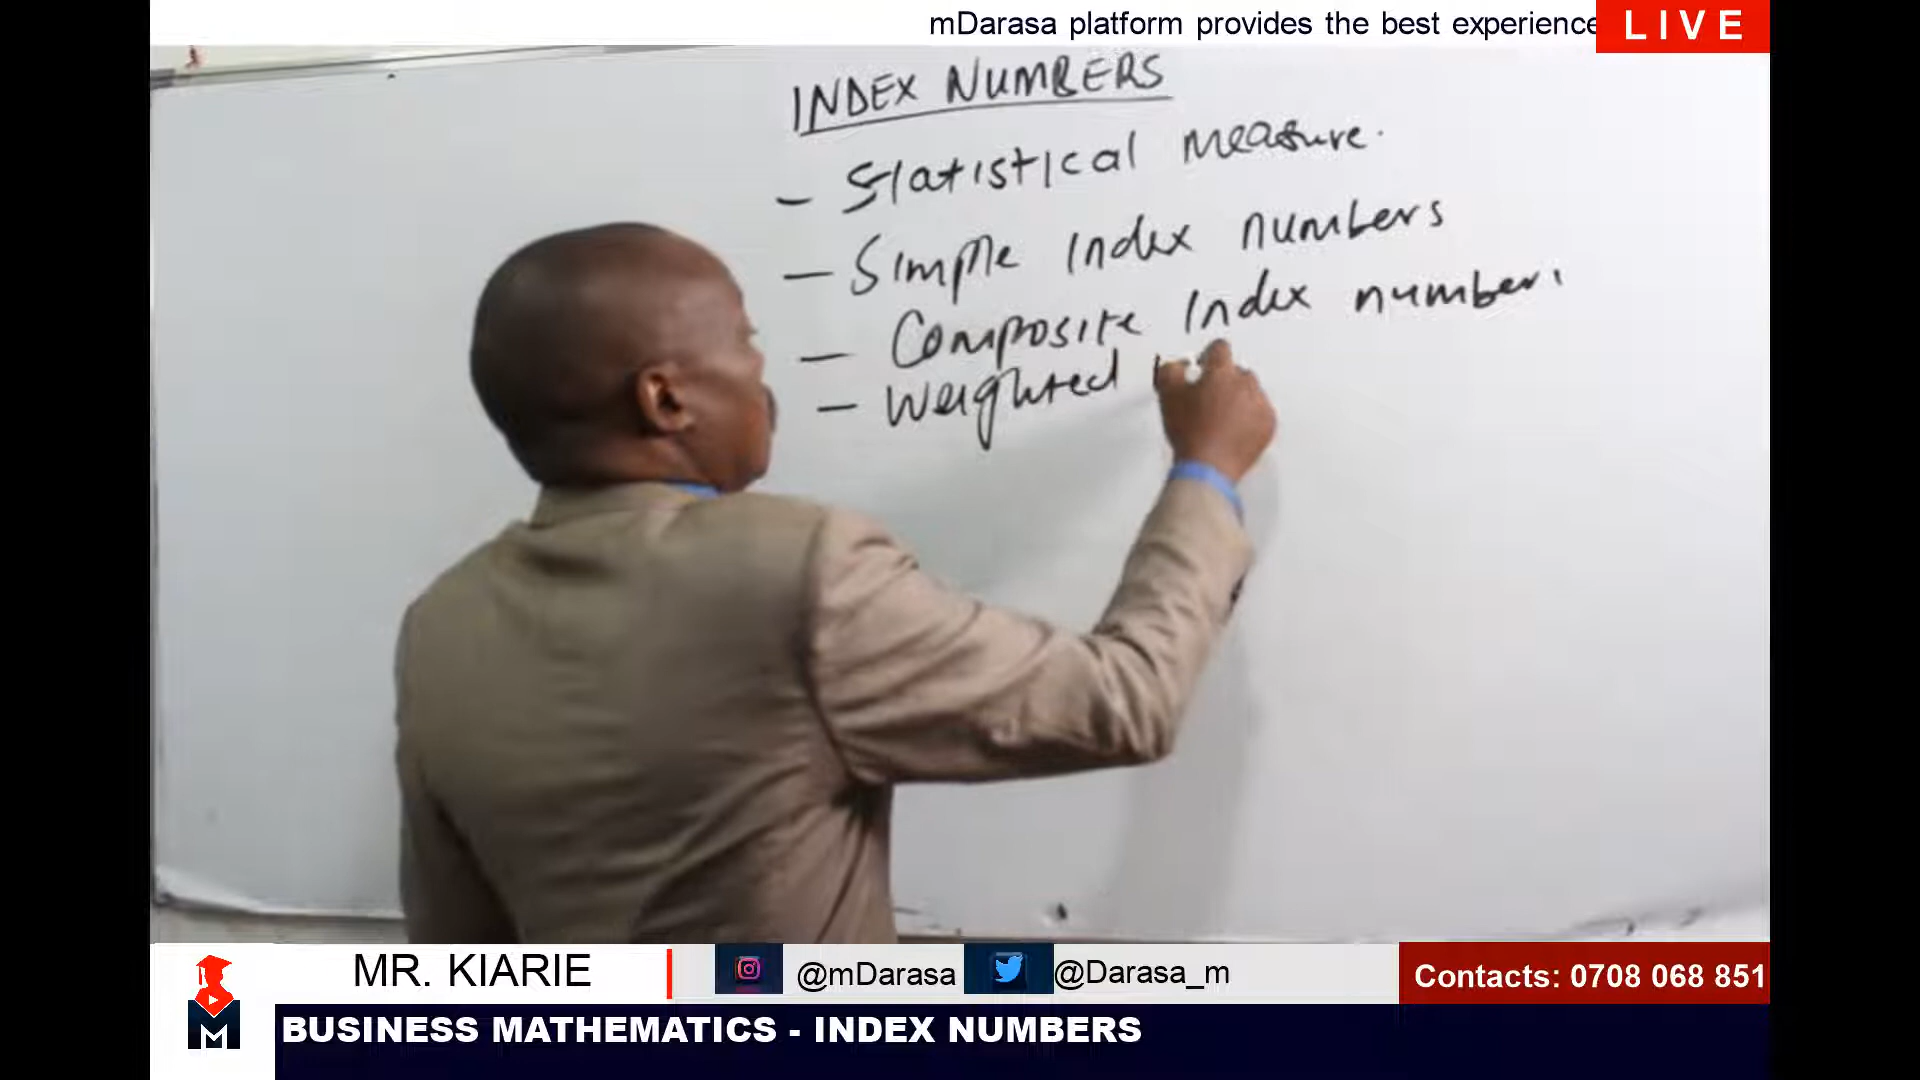 mDarasa platform provides the best experience
LIVE
INDEX NUMBERS
- Statistical Measure.
- Simple Index numbers
- Composite Index number.
- Weighted
MR. KIARIE
@mDarasa
@Darasa_m
Contacts: 0708 068 851
M
BUSINESS MATHEMATICS - INDEX NUMBERS